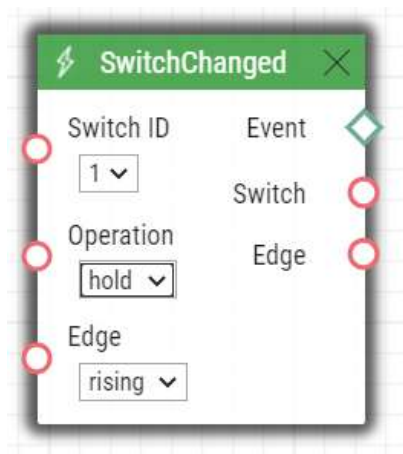 SwitchChanged
Switch ID
Event
1
Switch
Operation
Edge
hold
Edge
rising